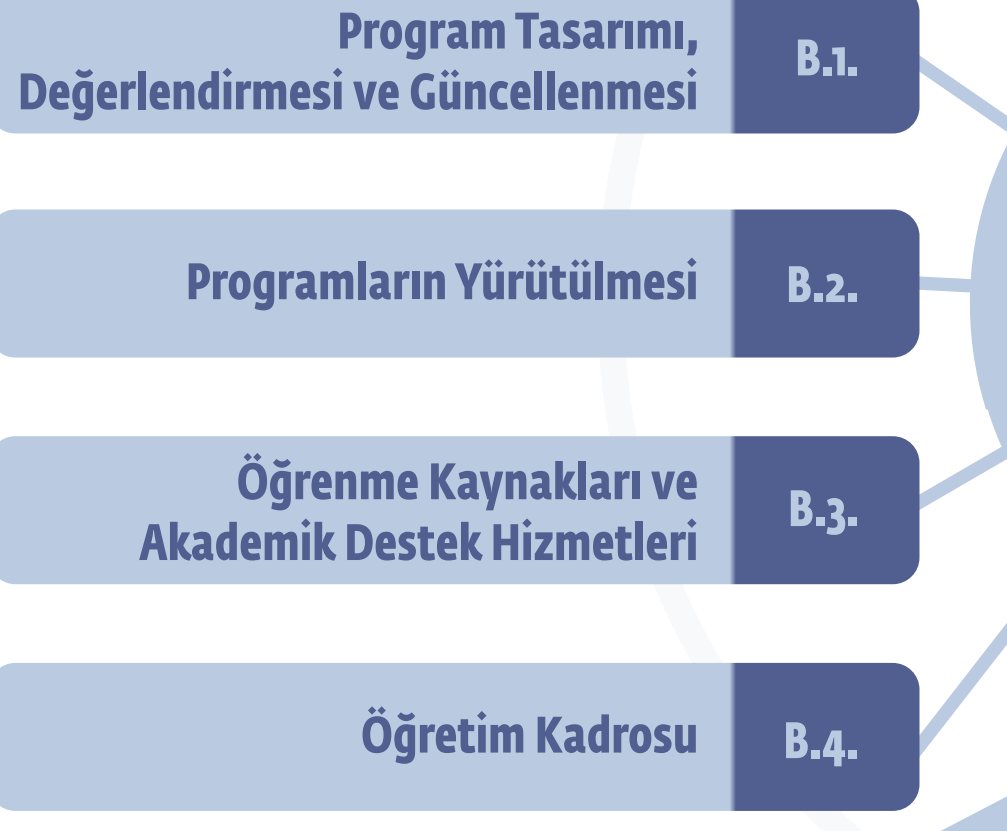 Program Tasarımı,
Değerlendirmesi ve Güncellenmesi
B.1.
Programların Yürütülmesi
B.2.
Öğrenme Kaynakları ve
Akademik Destek Hizmetleri
B.3.
Öğretim Kadrosu
B.4.